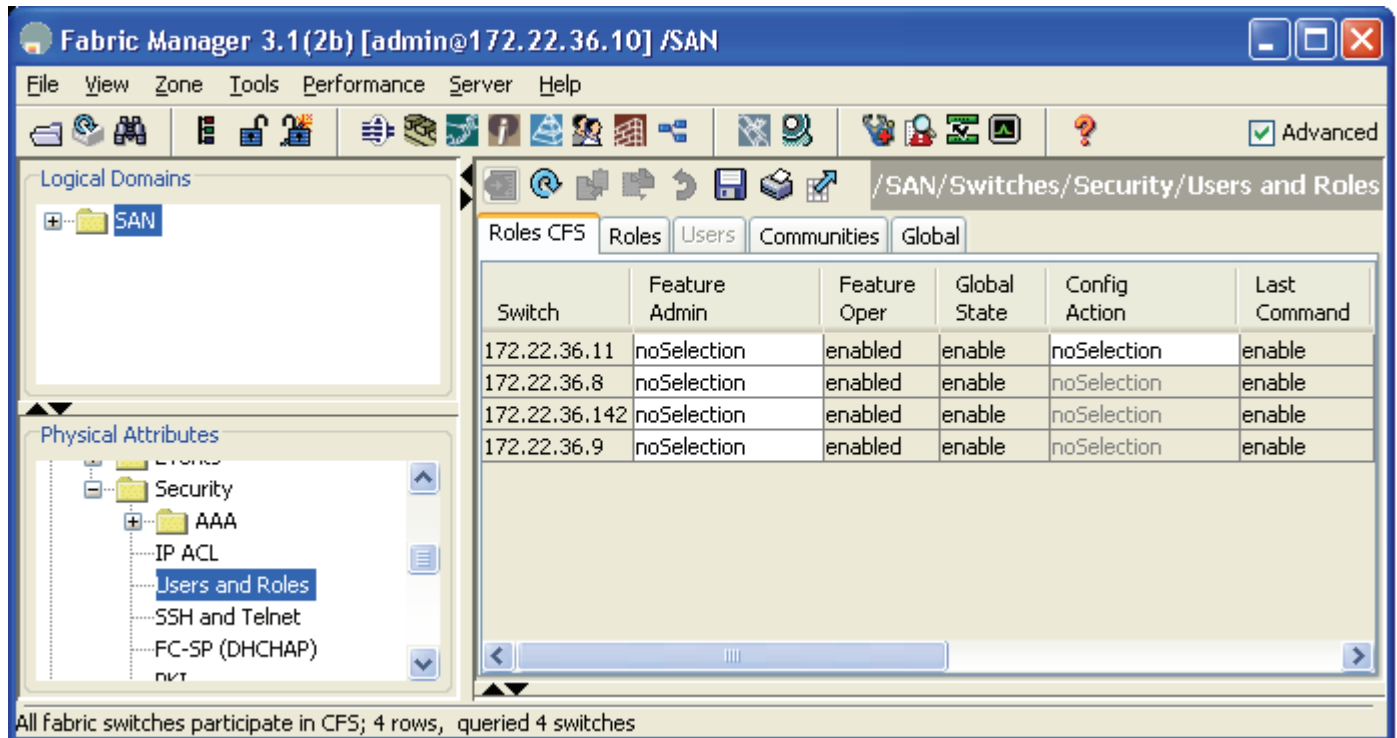 Fabric Manager 3.1(2b) [admin@172.22.36.10] /SAN
File View Zone Tools Performance Server Help
Advanced
Logical Domains
SAN
/SAN/Switches/Security/Users and Roles
Roles CFS Roles Users Communities Global
Switch Feature Admin Feature Oper Global State Config Action Last Command
172.22.36.11 noSelection enabled enable noSelection enable
172.22.36.8 noSelection enabled enable noSelection enable
172.22.36.142 noSelection enabled enable noSelection enable
172.22.36.9 noSelection enabled enable noSelection enable
Physical Attributes
Security
AAA
IP ACL
Users and Roles
SSH and Telnet
FC-SP (DHCHAP)
All fabric switches participate in CFS; 4 rows, queried 4 switches